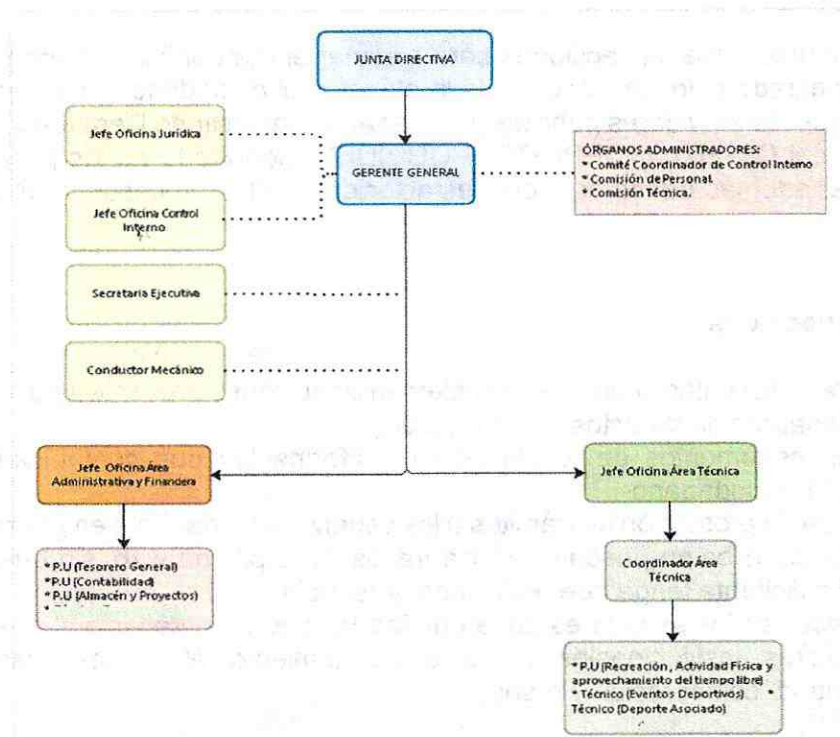 JUNTA DIRECTIVA
Jefe Oficina Jurídica
GERENTE GENERAL
ÓRGANOS ADMINISTRADORES:
* Comité Coordinador de Control Interno
* Comisión de Personal.
* Comisión Técnica.
Jefe Oficina Control
Interno
Secretaria Ejecutiva
Conductor Mecánico
Jefe Oficina Área
Administrativa y Financiera
Jefe Oficina Área Técnica
* P.U (Tesorero General)
*P.U (Contabilidad)
* P.U (Almacén y Proyectos)
*
Coordinador Área
Técnica
* P.U (Recreación, Actividad Física y
aprovechamiento del tiempo libre)
* Técnico (Eventos Deportivos) *
Técnico (Deporte Asociado)